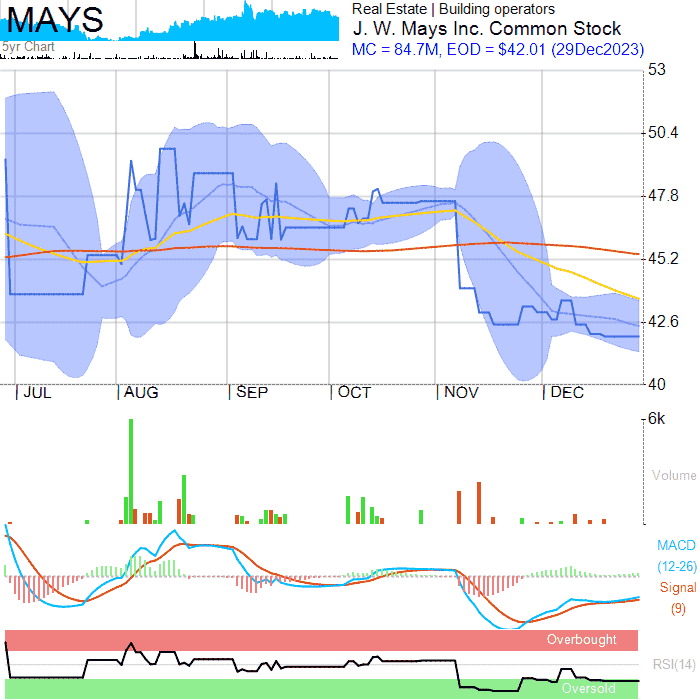 MAYS
5yr Chart
Real Estate | Building operators
J. W. Mays Inc. Common Stock
MC = 84.7M, EOD = $42.01 (29Dec2023)
53
50.4
47.8
45.2
42.6
40
JUL
AUG
SEP
OCT
NOV
DEC
6k
Volume
MACD
(12-26)
Signal
(9)
Overbought
RSI(14)
Oversold